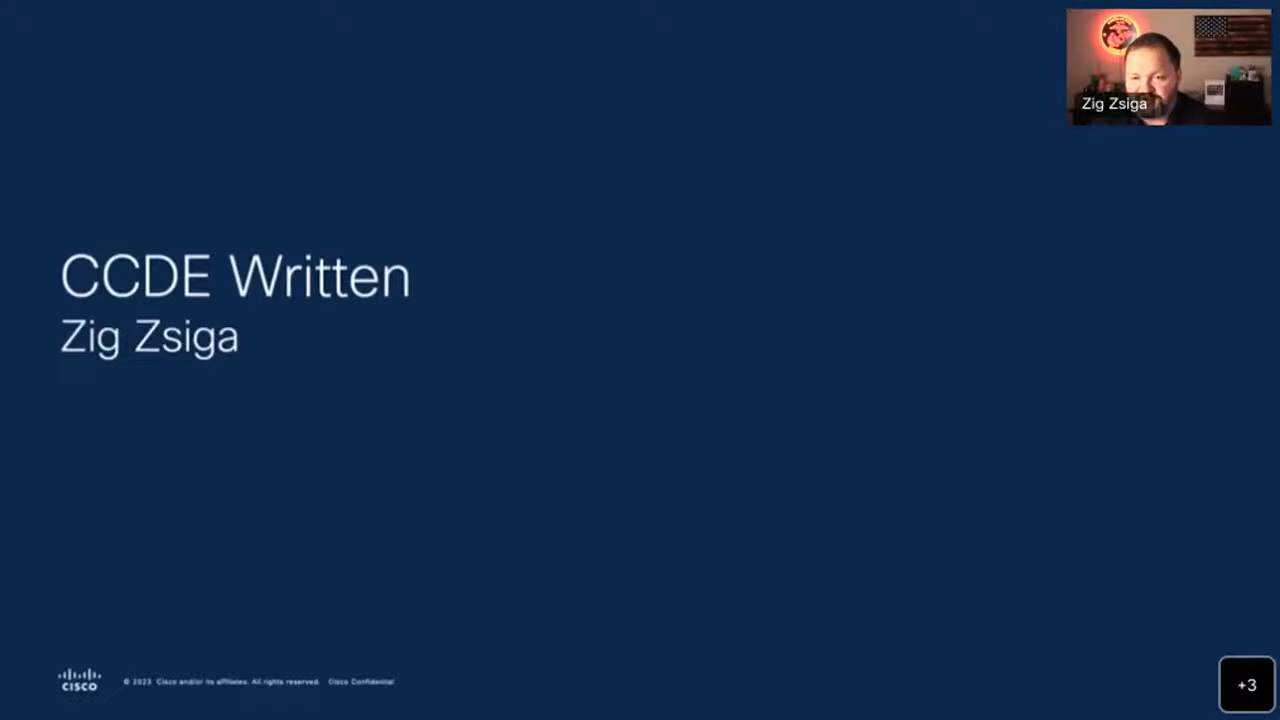 Zig Zsiga
CCDE Written
Zig Zsiga
CISCO
© 2023 Cisco and/or its affiliates. All rights reserved. Cisco Confidential
+3